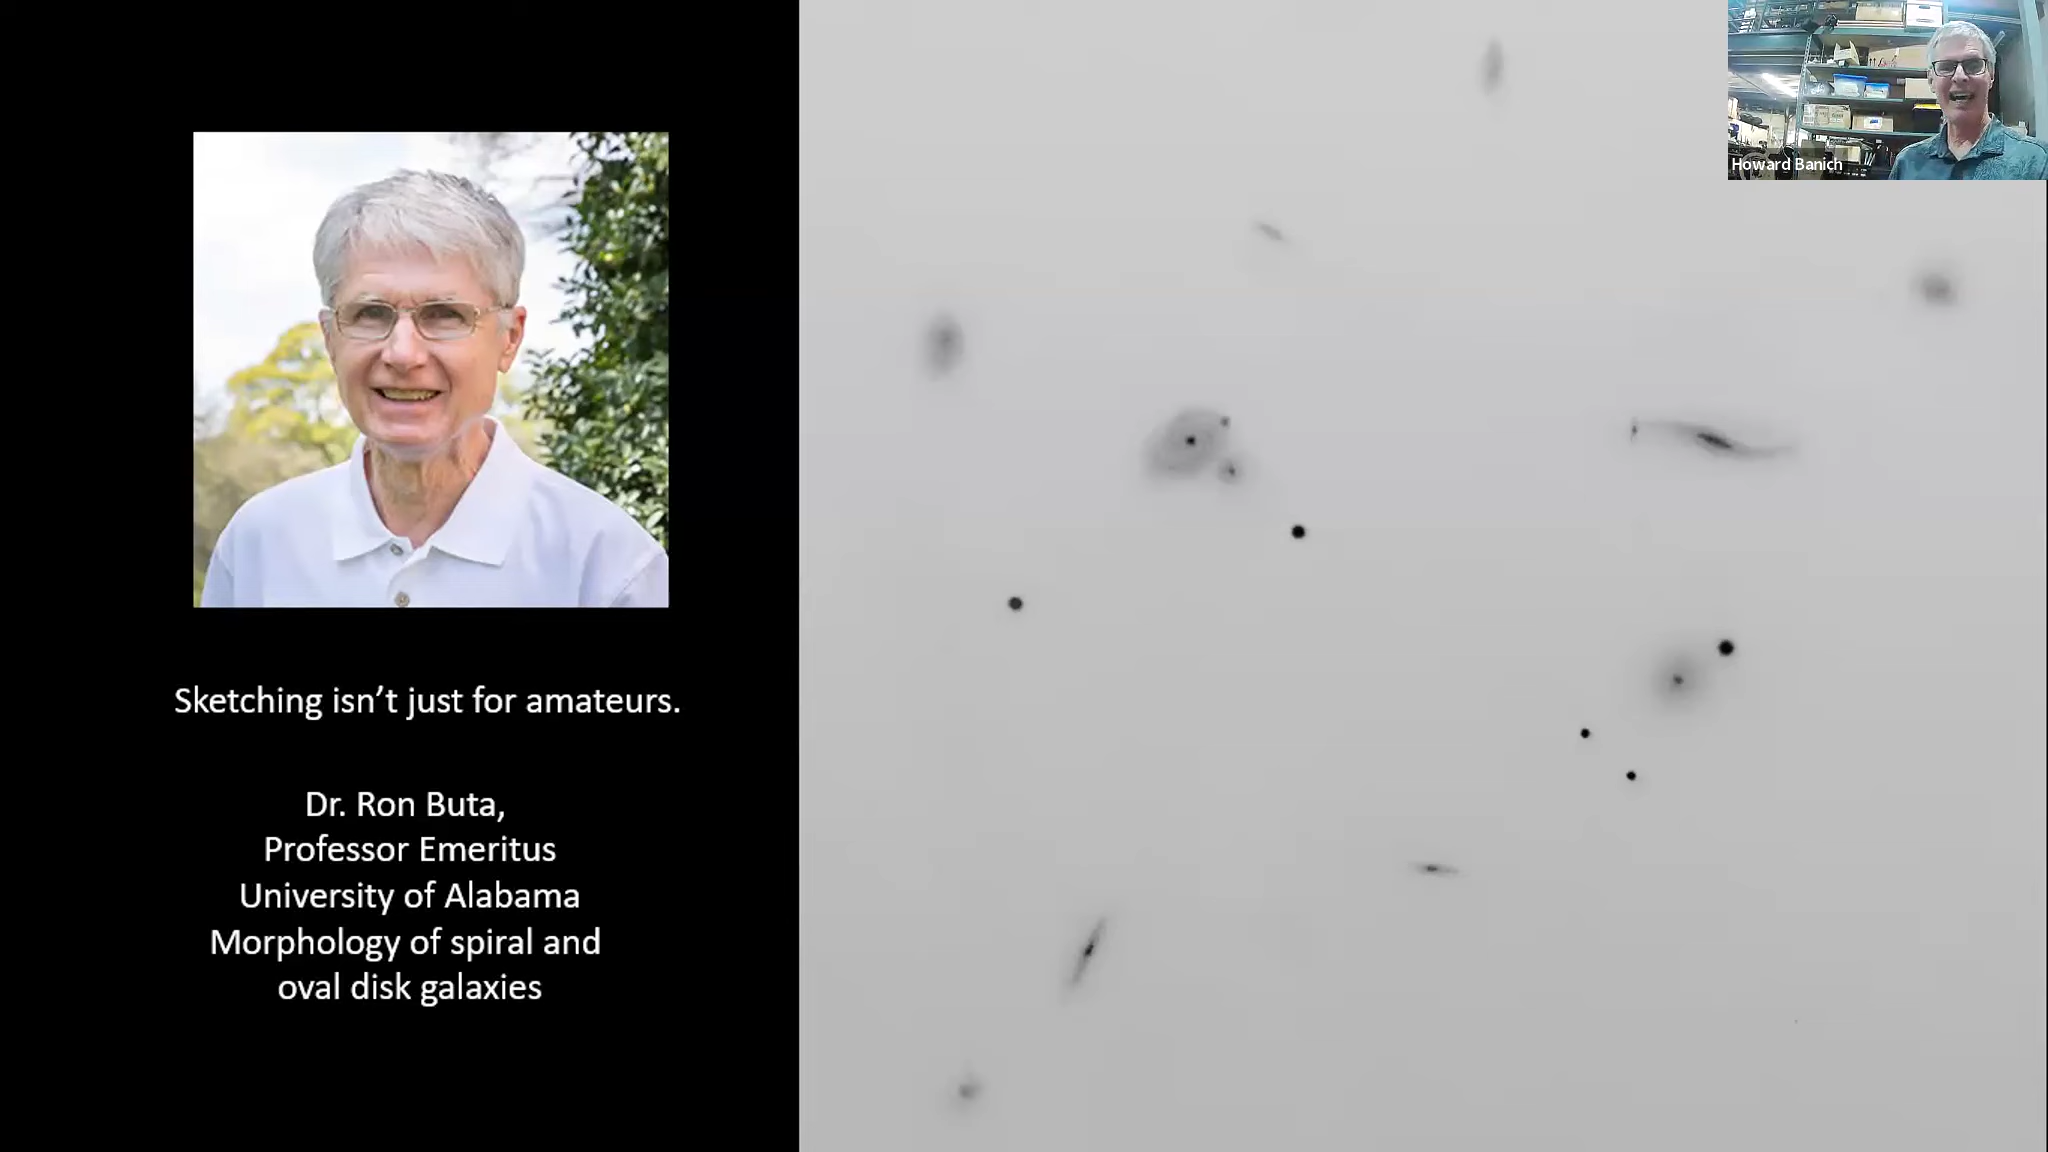 Howard Banich
Sketching isn’t just for amateurs.
Dr. Ron Buta,
Professor Emeritus
University of Alabama
Morphology of spiral and
oval disk galaxies